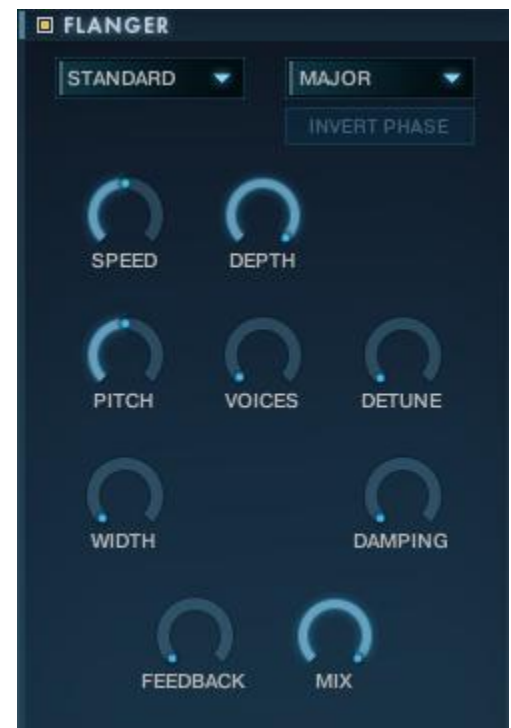 FLANGER
STANDARD MAJOR
INVERT PHASE
SPEED DEPTH
PITCH VOICES DETUNE
WIDTH DAMPING
FEEDBACK MIX